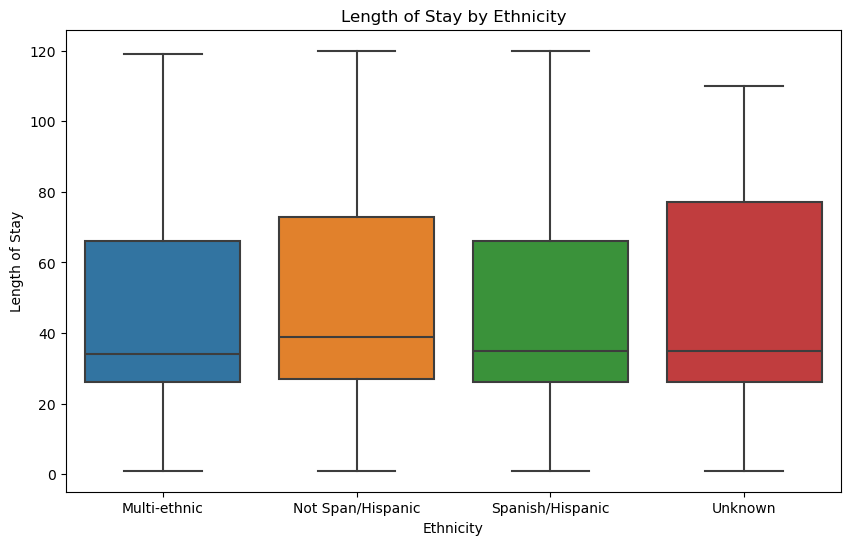 Length of Stay by Ethnicity
Length of Stay
120
100
80
60
40
20
0
Multi-ethnic
Not Span/Hispanic
Spanish/Hispanic
Unknown
Ethnicity